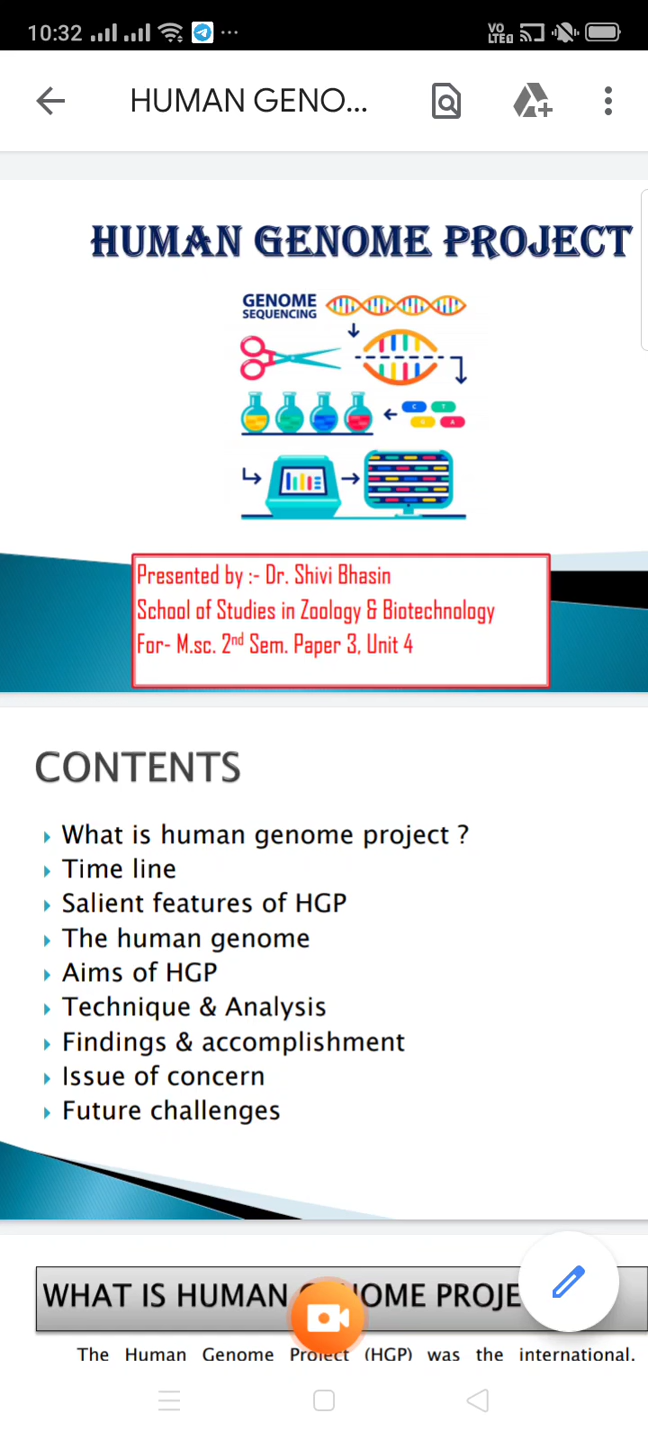 10:32 ...
VO
LTE
HUMAN GENO...
HUMAN GENOME PROJECT
GENOME
SEQUENCING
C T
A
Presented by :- Dr. Shivi Bhasin
School of Studies in Zoology & Biotechnology
For- M.sc. 2nd Sem. Paper 3, Unit 4
CONTENTS
What is human genome project ?
Time line
Salient features of HGP
The human genome
Aims of HGP
Technique & Analysis
Findings & accomplishment
Issue of concern
Future challenges
WHAT IS HUMAN
The Human Genome Project (HGP) was the international.